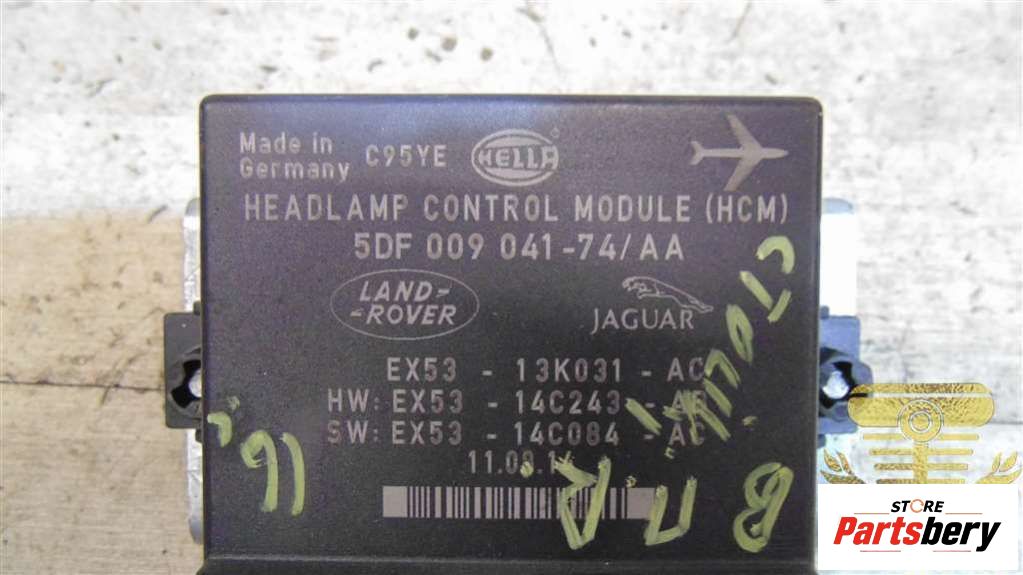 Made in
Germany
C95YE
HELLA
®
HEADLAMP CONTROL MODULE (HCM)
5DF 009 041-74/AA
LAND-
-ROVER
JAGUAR
EX53 - 13K031 - AC
HW: EX53 - 14C243 -
SW: EX53 - 14C084 - AC
STORE
Partsbery